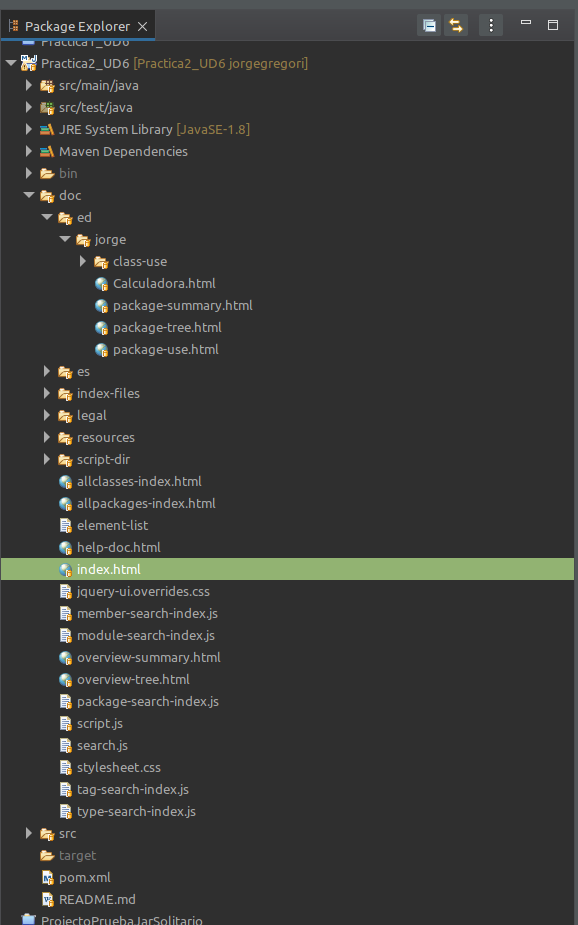 Package Explorer
Practica1_UD6
Practica2_UD6 [Practica2_UD6 jorgegregori]
src/main/java
src/test/java
JRE System Library [JavaSE-1.8]
Maven Dependencies
bin
doc
ed
jorge
class-use
Calculadora.html
package-summary.html
package-tree.html
package-use.html
es
index-files
legal
resources
script-dir
allclasses-index.html
allpackages-index.html
element-list
help-doc.html
index.html
jquery-ui.overrides.css
member-search-index.js
module-search-index.js
overview-summary.html
overview-tree.html
package-search-index.js
script.js
search.js
stylesheet.css
tag-search-index.js
type-search-index.js
src
target
pom.xml
README.md
ProjectoPruebaJarSolitario